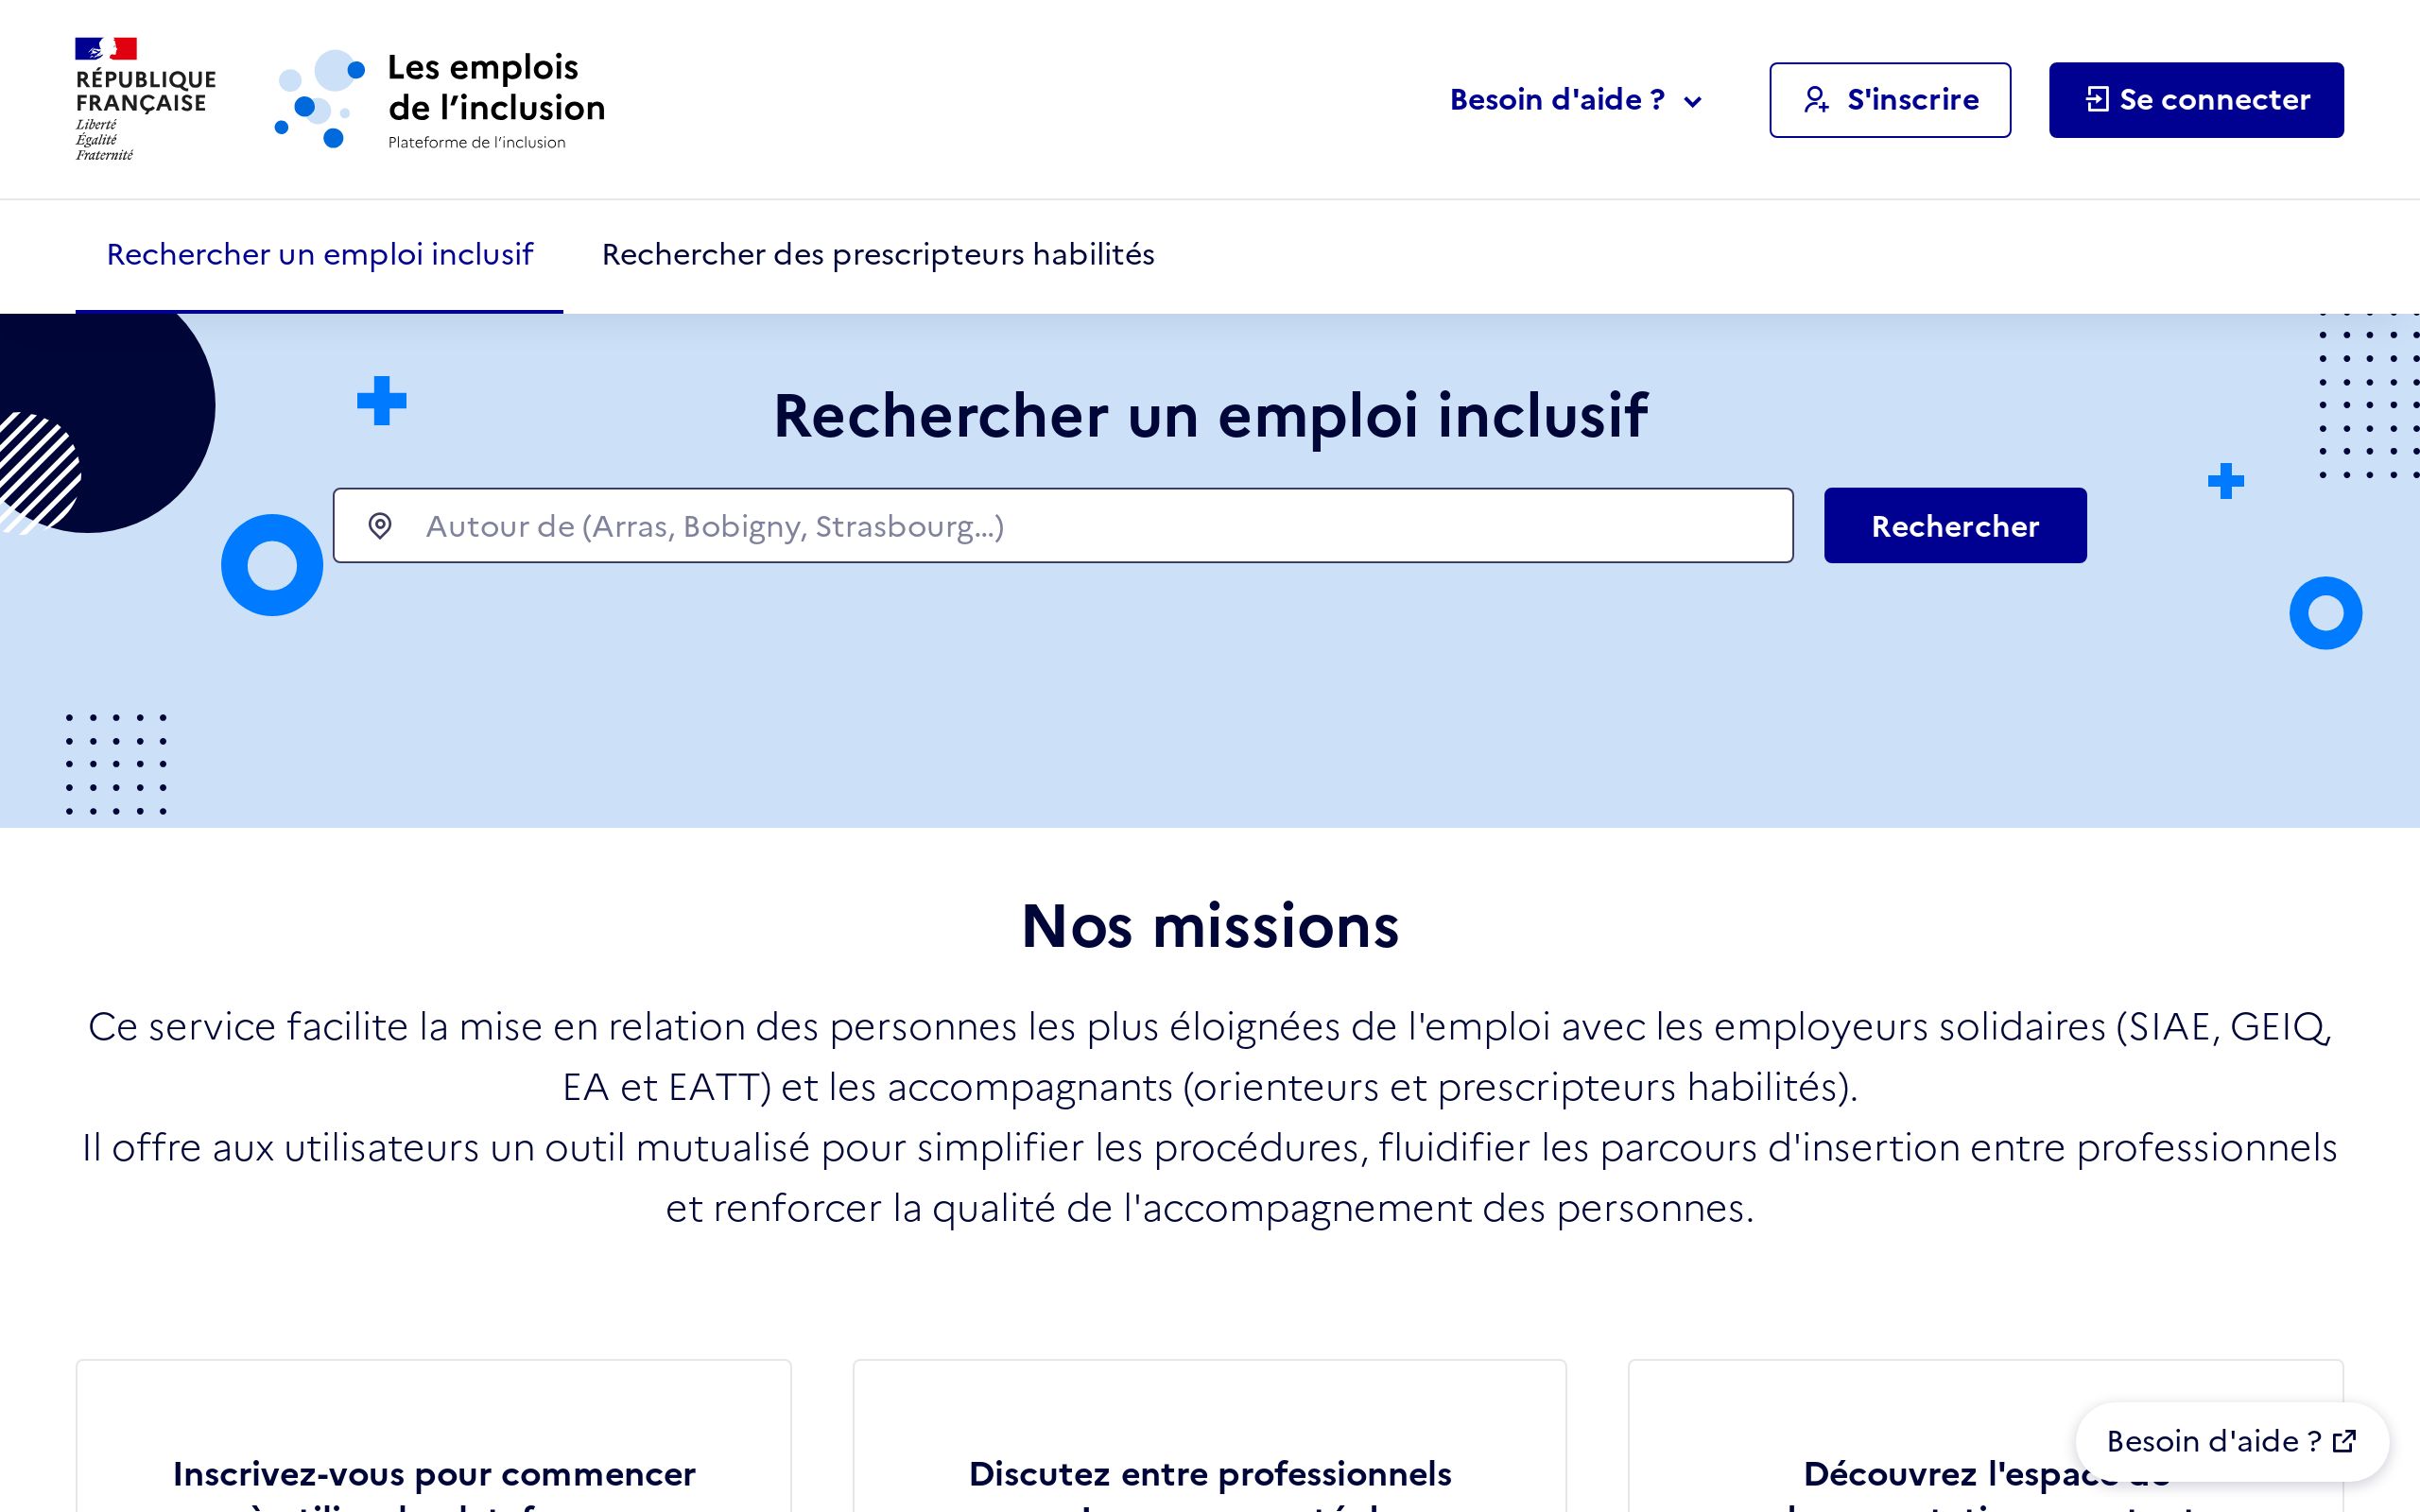 RÉPUBLIQUE
FRANÇAISE
Liberté
Égalité
Fraternité
Les emplois
de l’inclusion
Plateforme de l’inclusion
Besoin d'aide ?
S'inscrire
Se connecter
Rechercher un emploi inclusif
Rechercher des prescripteurs habilités
Rechercher un emploi inclusif
Autour de (Arras, Bobigny, Strasbourg…)
Rechercher
Nos missions
Ce service facilite la mise en relation des personnes les plus éloignées de l'emploi avec les employeurs solidaires (SIAE, GEIQ,
EA et EATT) et les accompagnants (orienteurs et prescripteurs habilités).
Il offre aux utilisateurs un outil mutualisé pour simplifier les procédures, fluidifier les parcours d'insertion entre professionnels
et renforcer la qualité de l'accompagnement des personnes.
Inscrivez-vous pour commencer
Discutez entre professionnels
Découvrez l'espace de
Besoin d'aide ?